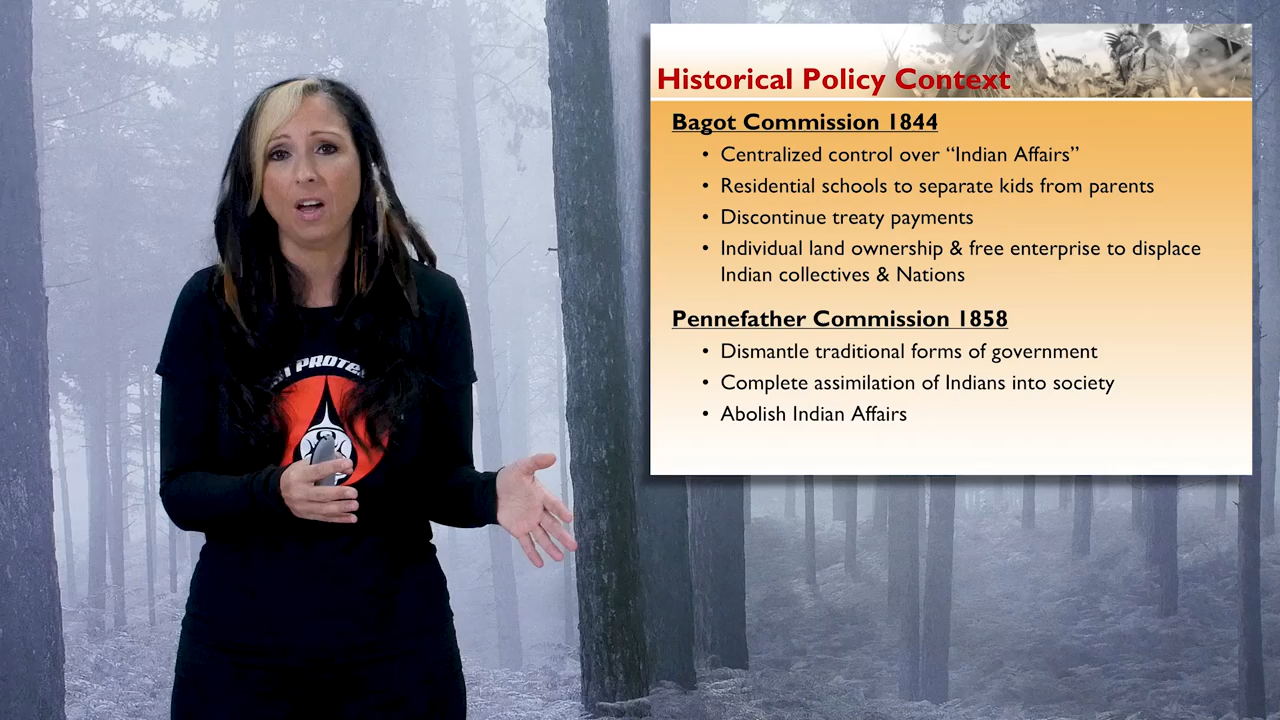 Historical Policy Context
Bagot Commission 1844
• Centralized control over “Indian Affairs”
• Residential schools to separate kids from parents
• Discontinue treaty payments
• Individual land ownership & free enterprise to displace
Indian collectives & Nations
Pennefather Commission 1858
• Dismantle traditional forms of government
• Complete assimilation of Indians into society
• Abolish Indian Affairs